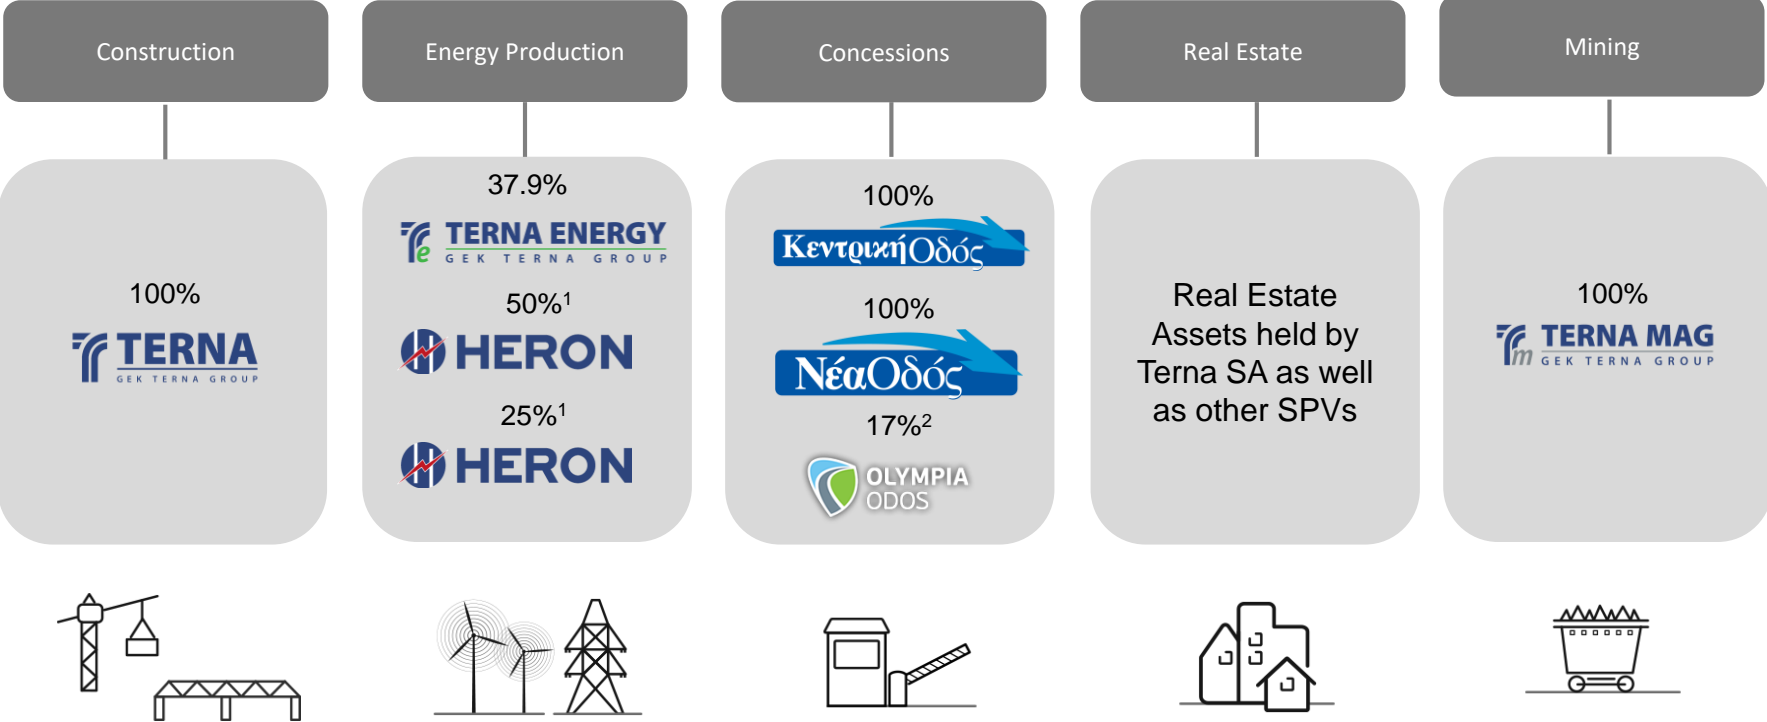 Construction
Energy Production
Concessions
Real Estate
Mining
100%
TERNA
GEK TERNA GROUP
37.9%
e
TERNA ENERGY
GEK TERNA GROUP
50%¹
HERON
25%¹
HERON
100%
ΚεντρικήΟδός
100%
ΝέαΟδός
17%²
OLYMPIA
ODOS
Real Estate
Assets held by
Terna SA as well
as other SPVs
100%
m
TERNA MAG
GEK TERNA GROUP